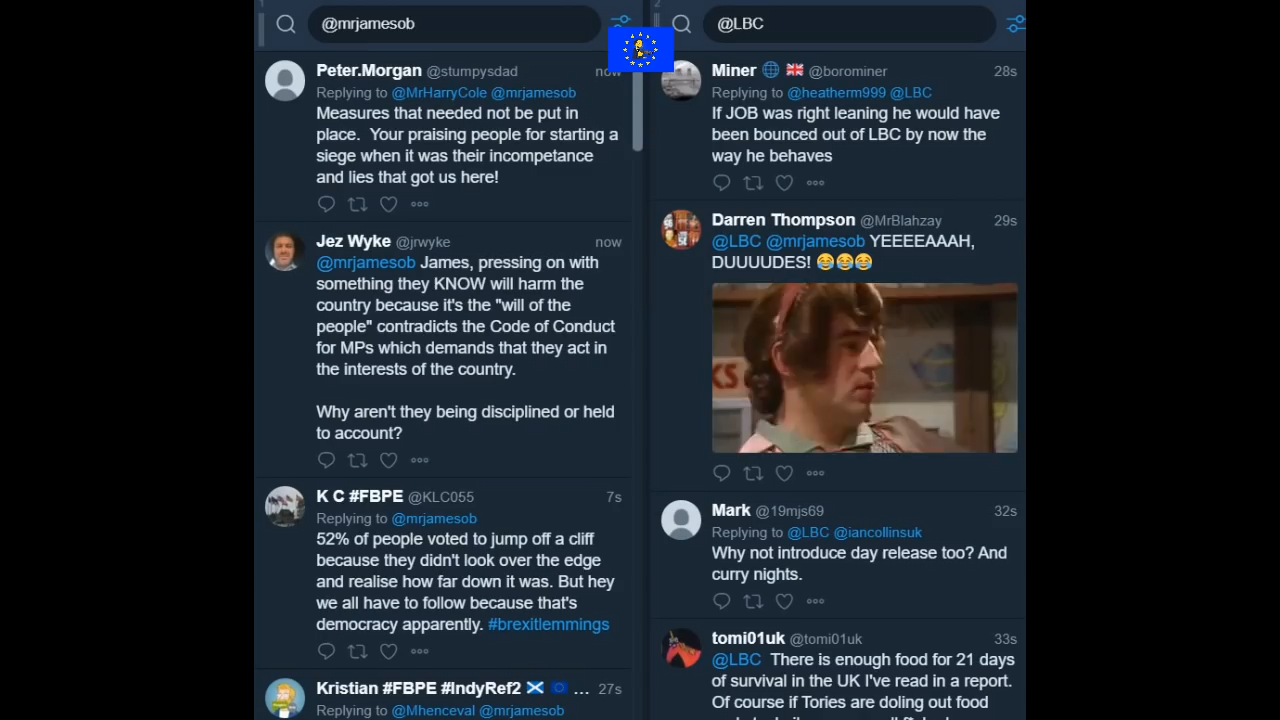 1
@mrjamesob
Peter.Morgan @stumpysdad now
Replying to @MrHarryCole @mrjamesob
Measures that needed not be put in
place. Your praising people for starting a
siege when it was their incompetance
and lies that got us here!
Jez Wyke @jrwyke now
@mrjamesob James, pressing on with
something they KNOW will harm the
country because it's the "will of the
people" contradicts the Code of Conduct
for MPs which demands that they act in
the interests of the country.
Why aren't they being disciplined or held
to account?
K C #FBPE @KLC055 7s
Replying to @mrjamesob
52% of people voted to jump off a cliff
because they didn't look over the edge
and realise how far down it was. But hey
we all have to follow because that's
democracy apparently. #brexitlemmings
Kristian #FBPE #IndyRef2 🏴󠁧󠁢󠁳󠁣󠁴󠁿 🇪🇺 ... 27s
Replying to @Mhenceval @mrjamesob
2
@LBC
Miner 🌐 🇬🇧 @borominer 28s
Replying to @heatherm999 @LBC
If JOB was right leaning he would have
been bounced out of LBC by now the
way he behaves
Darren Thompson @MrBlahzay 29s
@LBC @mrjamesob YEEEEAAAH,
DUUUUDES! 😂😂😂
KS
Mark @19mjs69 32s
Replying to @LBC @iancollinsuk
Why not introduce day release too? And
curry nights.
tomi01uk @tomi01uk 33s
@LBC There is enough food for 21 days
of survival in the UK I've read in a report.
Of course if Tories are doling out food